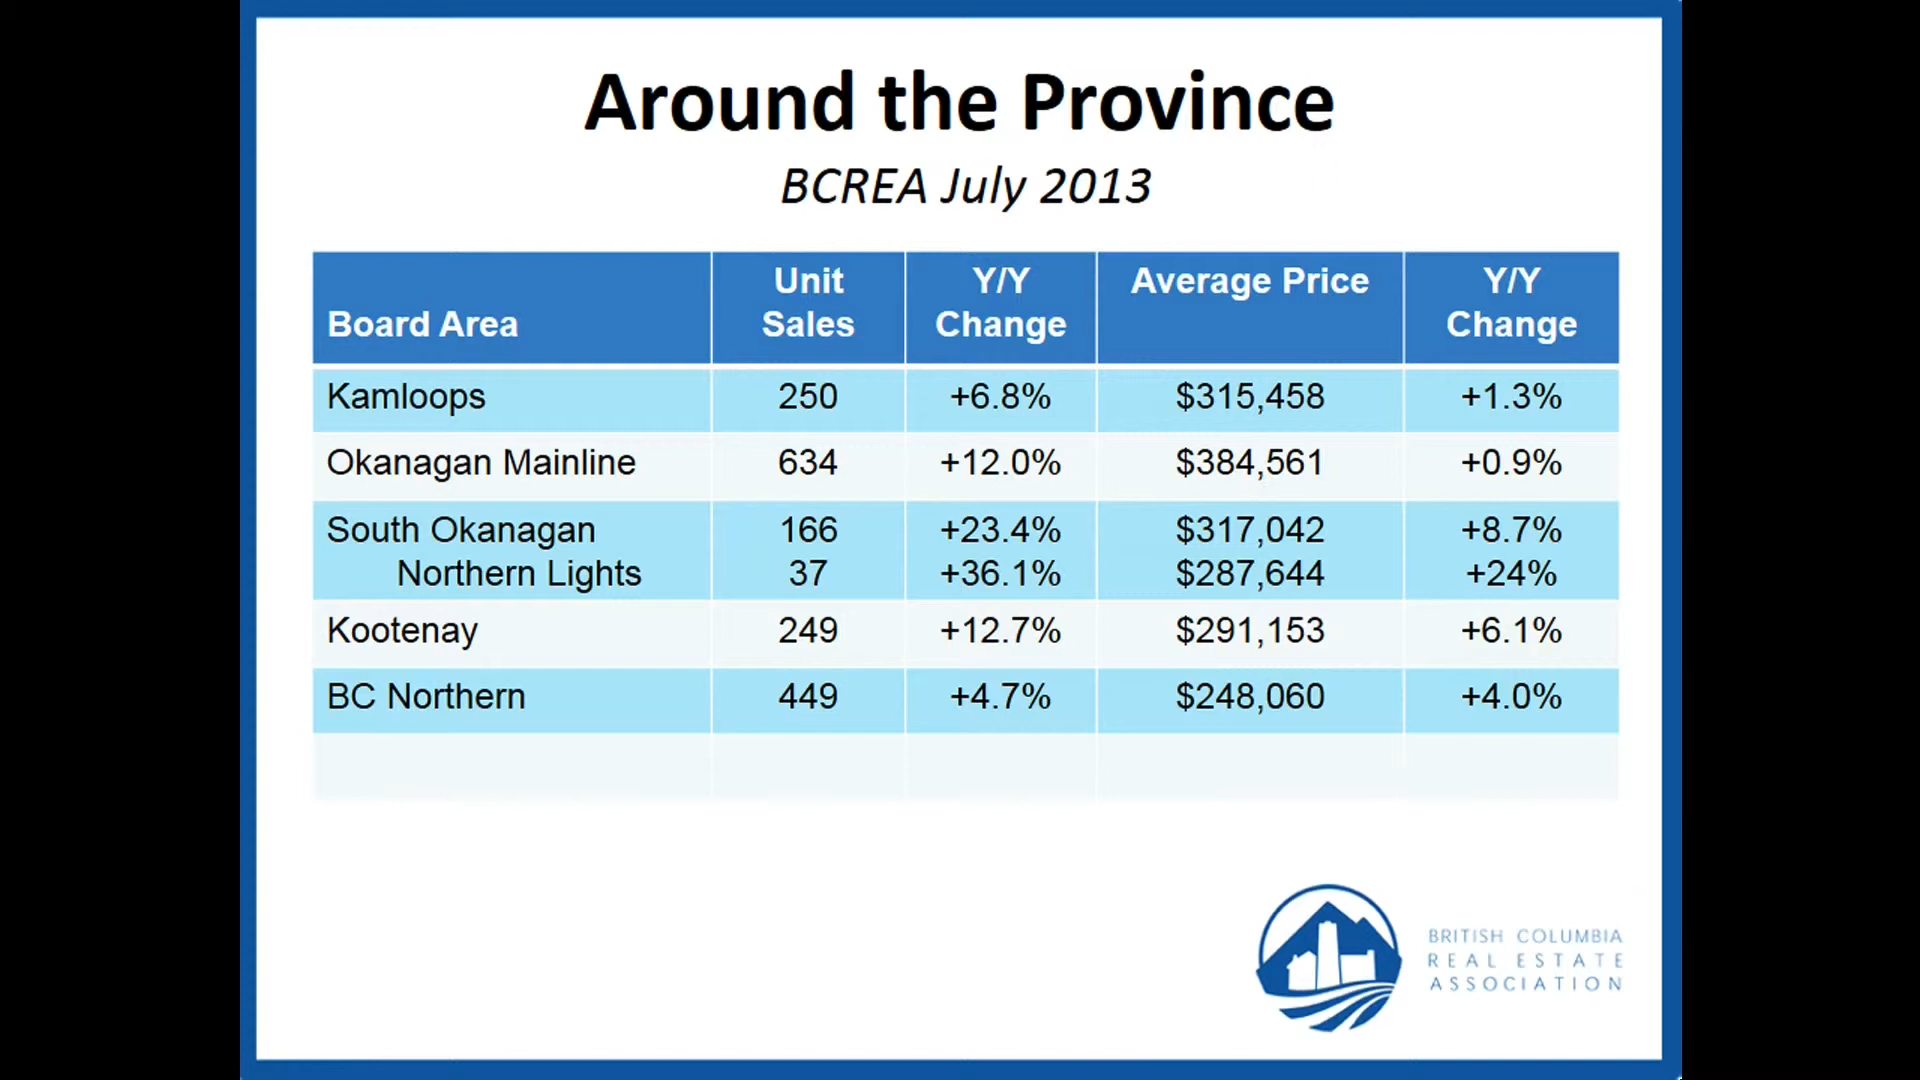 Around the Province
BCREA July 2013
Board Area Unit Sales Y/Y Change Average Price Y/Y Change
Kamloops 250 +6.8% $315,458 +1.3%
Okanagan Mainline 634 +12.0% $384,561 +0.9%
South Okanagan 166 +23.4% $317,042 +8.7%
Northern Lights 37 +36.1% $287,644 +24%
Kootenay 249 +12.7% $291,153 +6.1%
BC Northern 449 +4.7% $248,060 +4.0%
BRITISH COLUMBIA
REAL ESTATE
ASSOCIATION